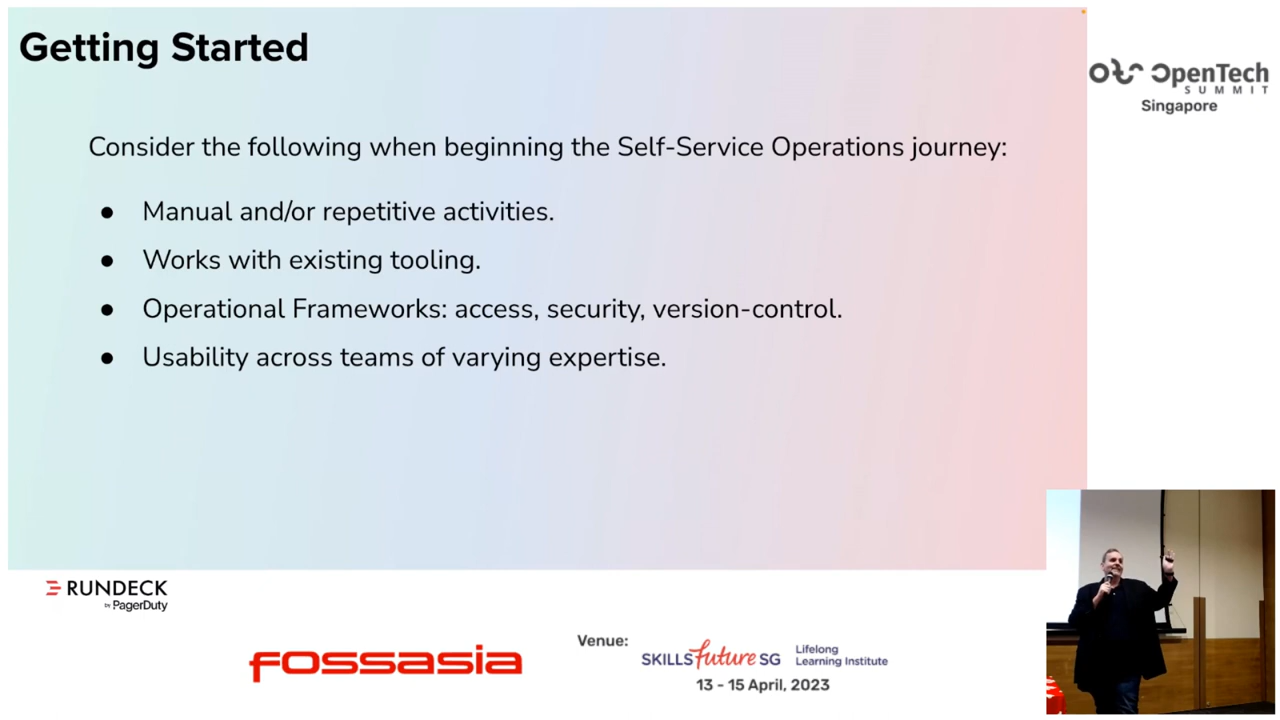 Getting Started
Consider the following when beginning the Self-Service Operations journey:
● Manual and/or repetitive activities.
● Works with existing tooling.
● Operational Frameworks: access, security, version-control.
● Usability across teams of varying expertise.
OpenTech
SUMMIT
Singapore
RUNDECK
by PagerDuty
fossasia
Venue:
SKILLSfuture SG
Lifelong
Learning Institute
13 - 15 April, 2023